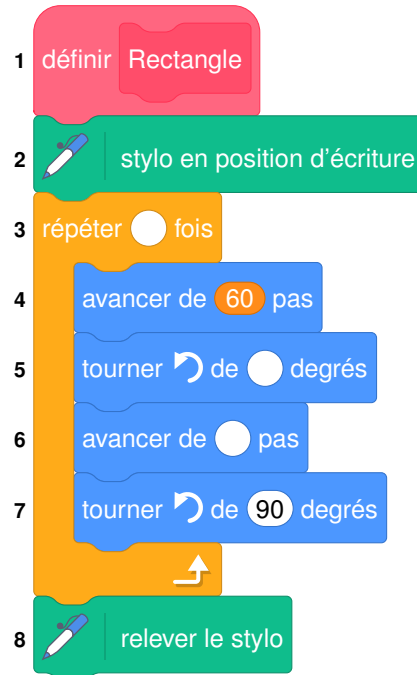 1 définir Rectangle
2 stylo en position d'écriture
3 répéter fois
4 avancer de 60 pas
5 tourner de degrés
6 avancer de pas
7 tourner de 90 degrés
8 relever le stylo